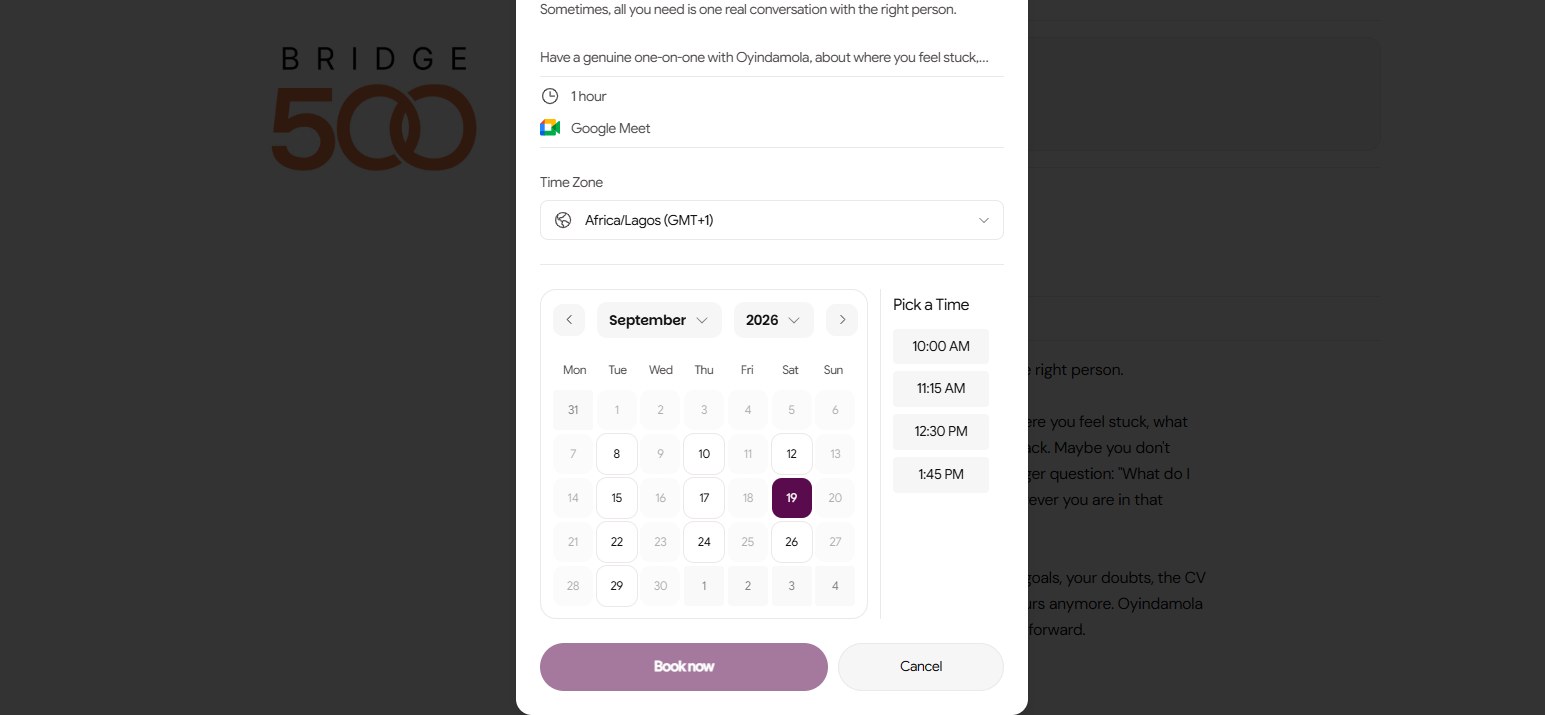 Sometimes, all you need is one real conversation with the right person.
BRIDGE
500
Have a genuine one-on-one with Oyindamola, about where you feel stuck,...
1 hour
Google Meet
Time Zone
Africa/Lagos (GMT+1)
September 2026
Mon Tue Wed Thu Fri Sat Sun
31 1 2 3 4 5 6
7 8 9 10 11 12 13
14 15 16 17 18 19 20
21 22 23 24 25 26 27
28 29 30 1 2 3 4
Pick a Time
10:00 AM
11:15 AM
12:30 PM
1:45 PM
Book now Cancel
right person.
you feel stuck, what
Maybe you don't
question: "What do I
you are in that
your doubts, the CV
anymore. Oyindamola
forward.